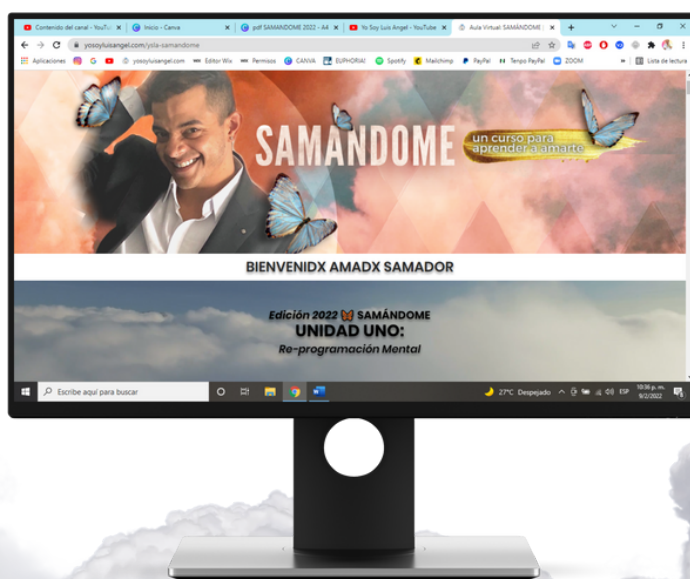 Contenido del canal - YouTu
Inicio - Canva
pdf SAMANDOME 2022 - A4
Yo Soy Luis Angel - YouTube
Aula Virtual SAMÁNDOME |
yosoyluisangel.com/ysla-samandome
Aplicaciones
G
yosoyluisangel.com
Editor Wix
Permisos
CANVA
EUPHORIA!
Spotify
Mailchimp
PayPal
Tenpo PayPal
ZOOM
Lista de lectura
SAMÁNDOME
un curso para
aprender a amarte
BIENVENIDX AMADX SAMADOR
Edición 2022 SAMÁNDOME
UNIDAD UNO:
Re-programación Mental
Escribe aquí para buscar
27°C Despejado
ESP
10:36 p. m.
9/2/2022